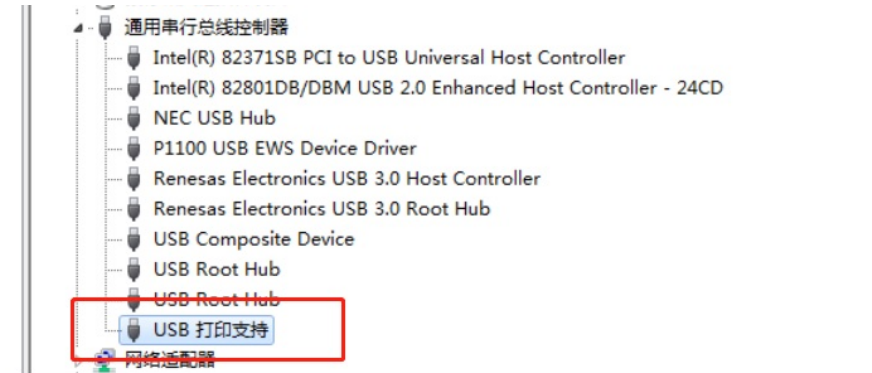 通用串行总线控制器
Intel(R) 82371SB PCI to USB Universal Host Controller
Intel(R) 82801DB/DBM USB 2.0 Enhanced Host Controller - 24CD
NEC USB Hub
P1100 USB EWS Device Driver
Renesas Electronics USB 3.0 Host Controller
Renesas Electronics USB 3.0 Root Hub
USB Composite Device
USB Root Hub
USB Root Hub
USB 打印支持
网络适配器